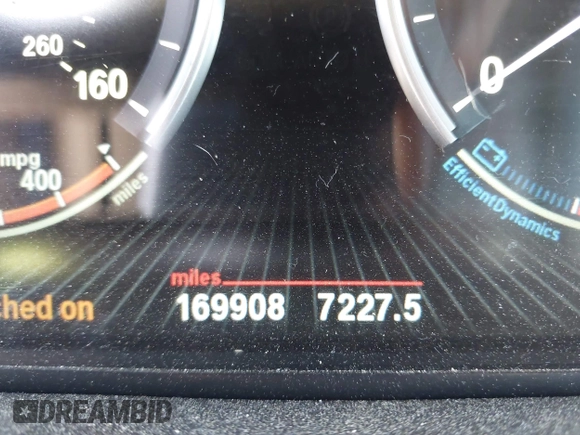 260
160
mpg
400
miles
0
EfficientDynamics
miles
169908 7227.5
ched on
DREAMBID